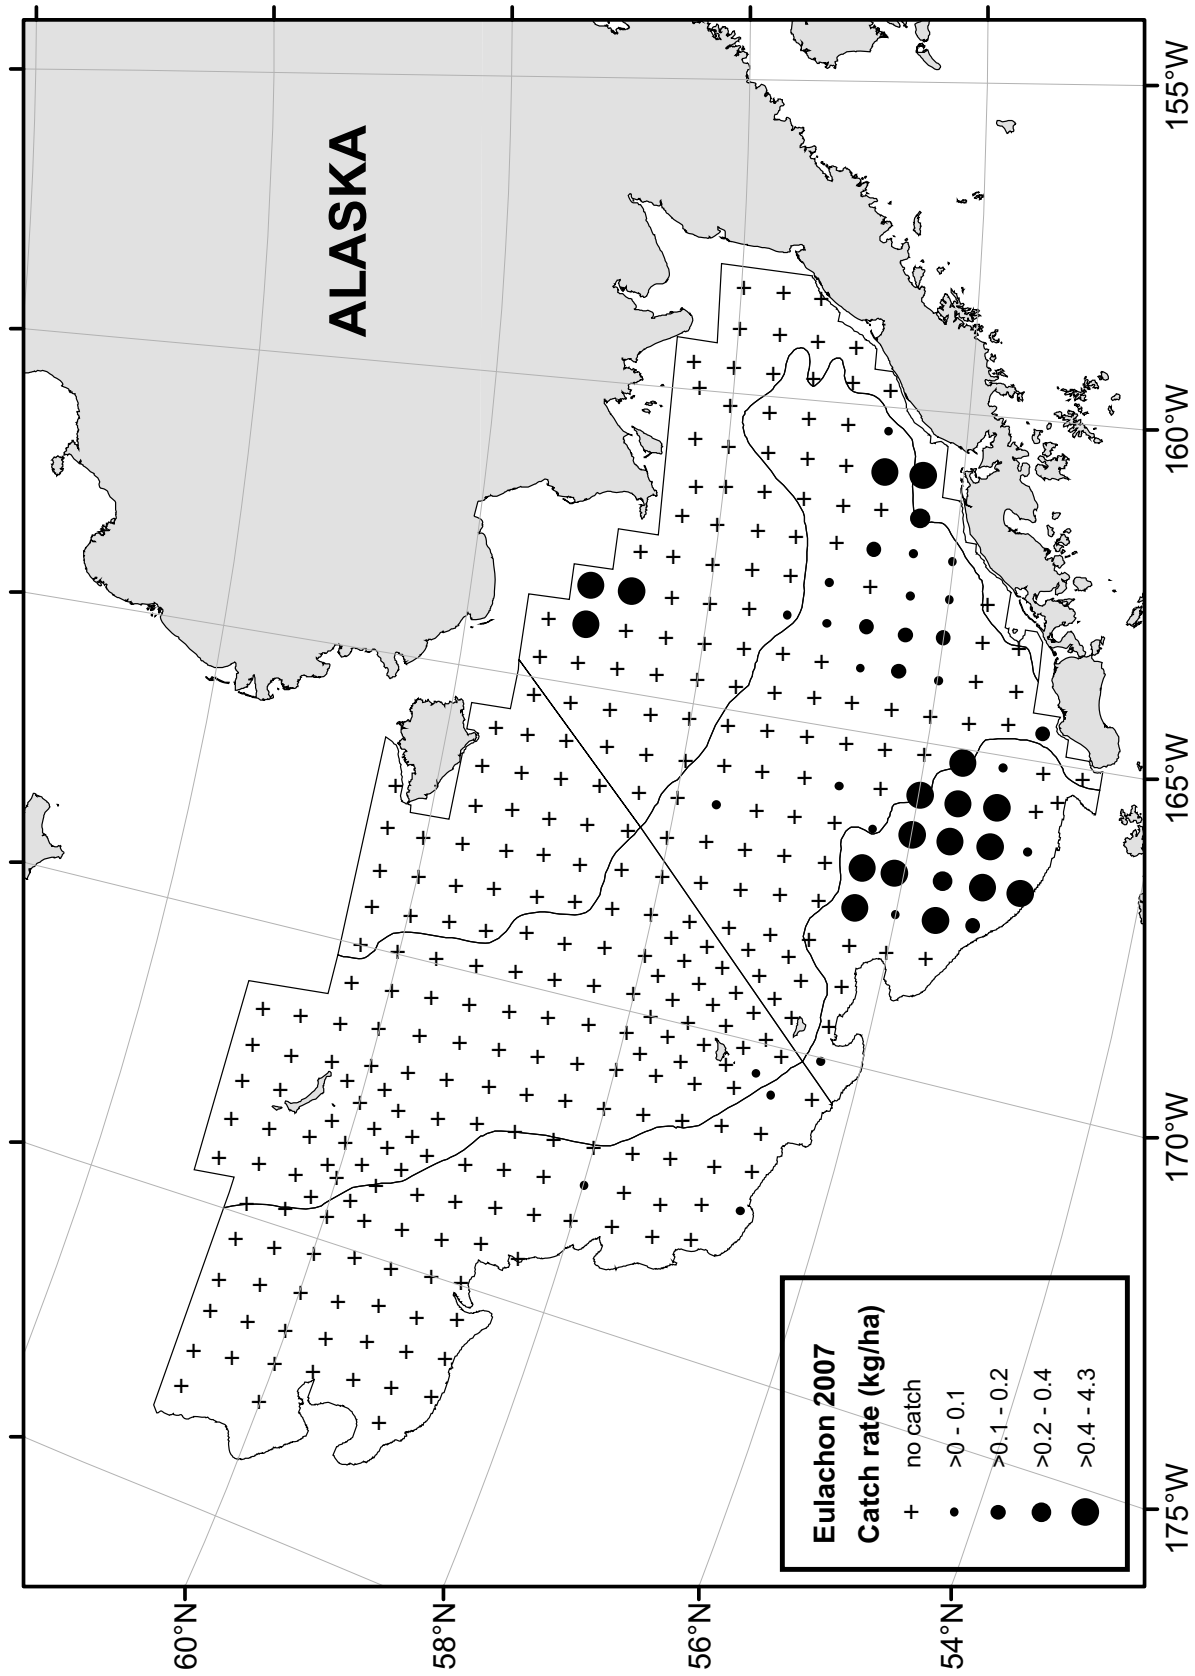 ALASKA
60°N
58°N
56°N
54°N
155°W
160°W
165°W
170°W
175°W
Eulachon 2007
Catch rate (kg/ha)
no catch
>0 - 0.1
>0.1 - 0.2
>0.2 - 0.4
>0.4 - 4.3